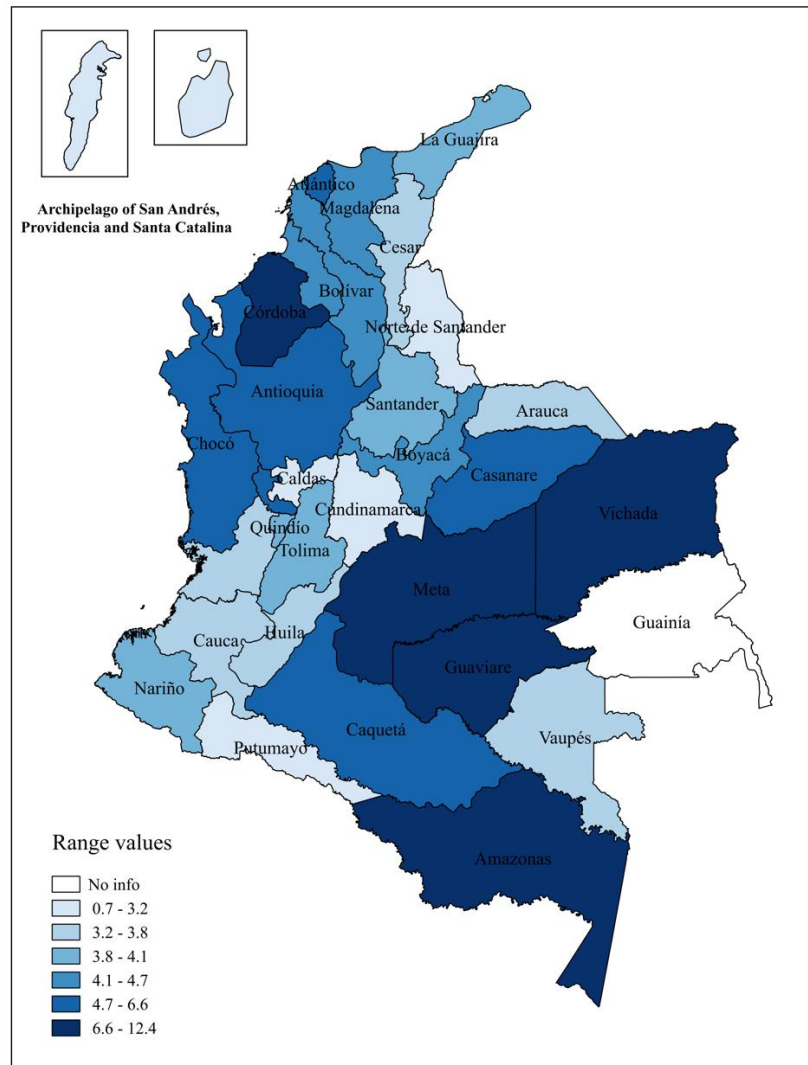 Archipelago of San Andrés,
Providencia and Santa Catalina
La Guajira
Atlántico
Magdalena
Cesar
Bolívar
Córdoba
Norte de Santander
Antioquia
Santander
Arauca
Chocó
Boyacá
Caldas
Casanare
Cundinamarca
Vichada
Quindío
Tolima
Meta
Guainía
Huila
Cauca
Guaviare
Nariño
Caquetá
Vaupés
Putumayo
Amazonas
Range values
No info
0.7 - 3.2
3.2 - 3.8
3.8 - 4.1
4.1 - 4.7
4.7 - 6.6
6.6 - 12.4